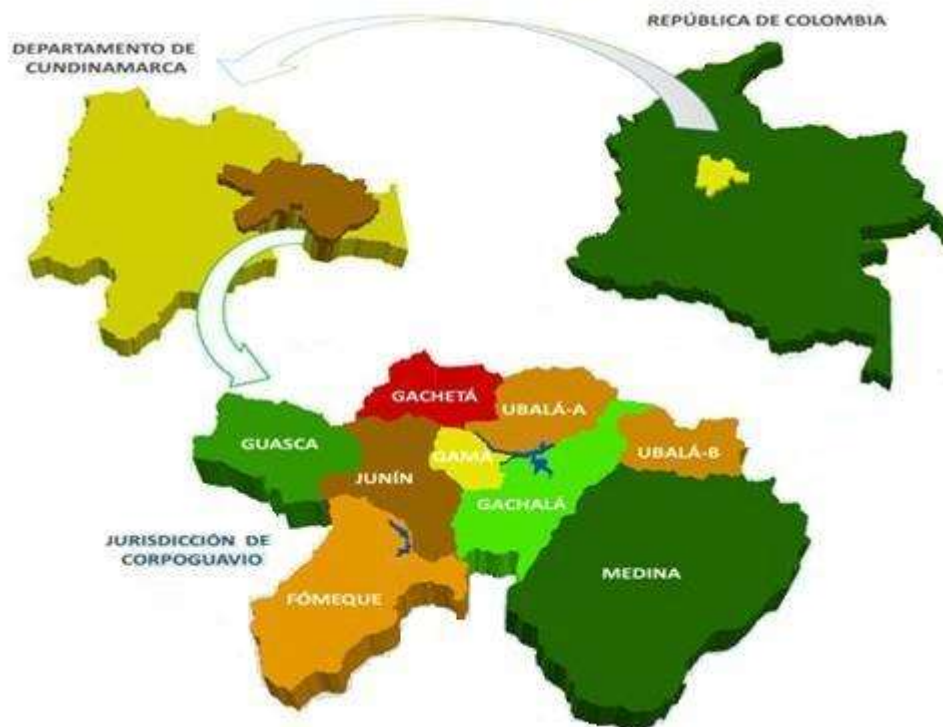 REPÚBLICA DE COLOMBIA
DEPARTAMENTO DE
CUNDINAMARCA
GACHETÁ
UBALÁ-A
GUASCA
GAMA
UBALÁ-B
JUNÍN
GACHALÁ
JURISDICCIÓN DE
CORPOGUAVIO
MEDINA
FÓMEQUE